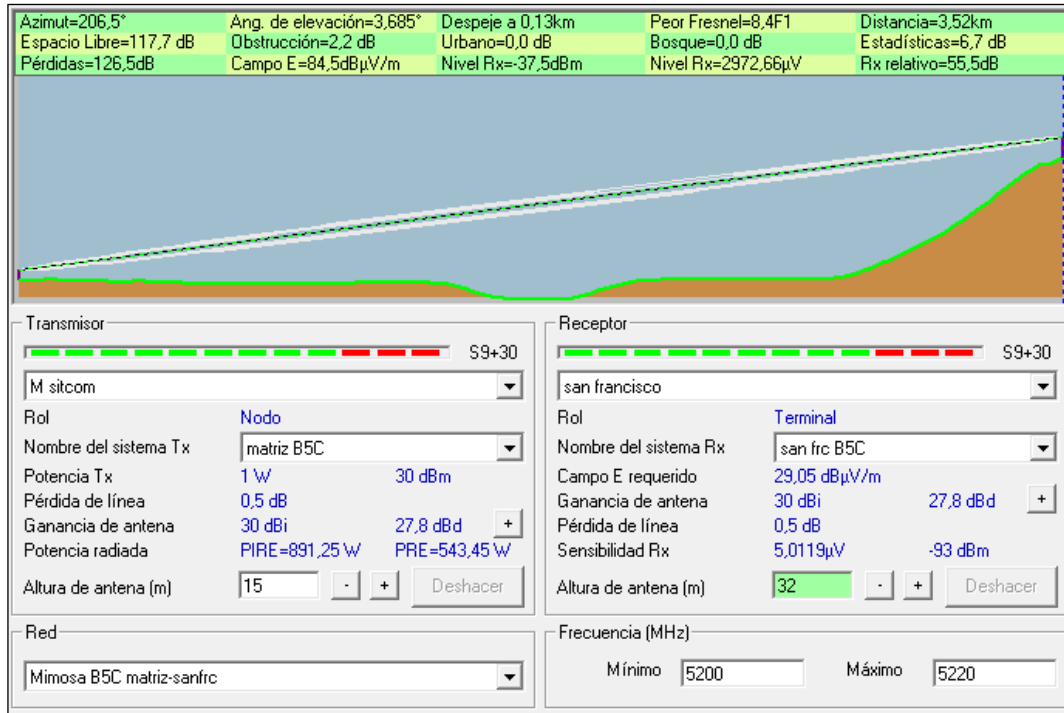 Azimut=206,5° Ang. de elevación=3,685° Despeje a 0,13km Peor Fresnel=8,4F1 Distancia=3,52km
Espacio Libre=117,7 dB Obstrucción=2,2 dB Urbano=0,0 dB Bosque=0,0 dB Estadísticas=6,7 dB
Pérdidas=126,5dB Campo E=84,5dBµV/m Nivel Rx=-37,5dBm Nivel Rx=2972,66µV Rx relativo=55,5dB
Transmisor
S9+30
M sitcom
Rol Nodo
Nombre del sistema Tx matriz B5C
Potencia Tx 1 W 30 dBm
Pérdida de línea 0,5 dB
Ganancia de antena 30 dBi 27,8 dBd +
Potencia radiada PIRE=891,25 W PRE=543,45 W
Altura de antena (m) 15 - + Deshacer
Receptor
S9+30
san francisco
Rol Terminal
Nombre del sistema Rx san frc B5C
Campo E requerido 29,05 dBµV/m
Ganancia de antena 30 dBi 27,8 dBd +
Pérdida de línea 0,5 dB
Sensibilidad Rx 5,0119µV -93 dBm
Altura de antena (m) 32 - + Deshacer
Red
Mimosa B5C matriz-sanfrc
Frecuencia (MHz)
Mínimo 5200 Máximo 5220